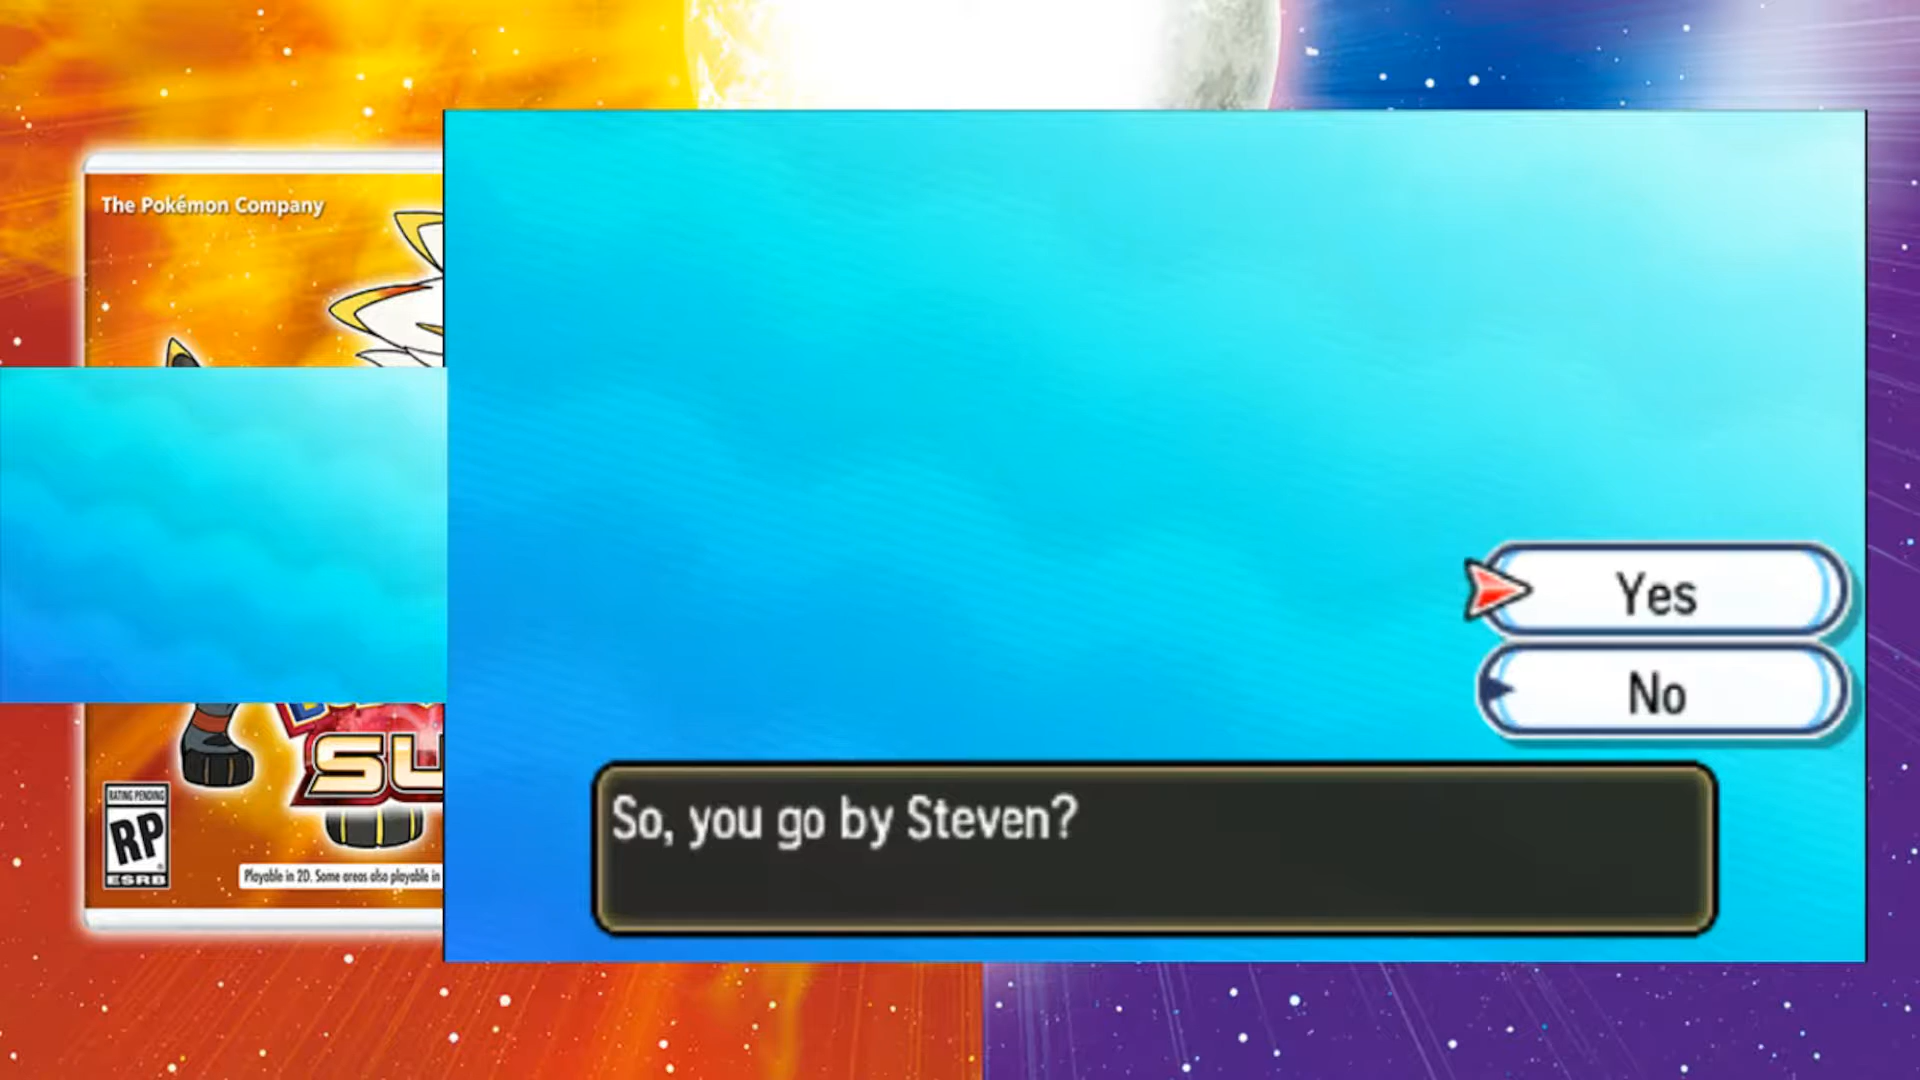 The Pokémon Company
Yes
No
So, you go by Steven?
SU
RATING PENDING
RP
ESRB
Playable in 2D. Some areas also playable in